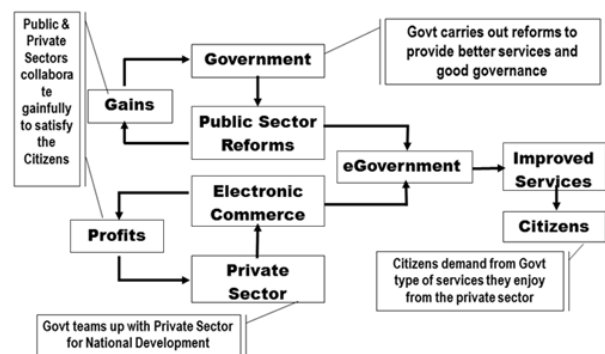 Public &
Private
Sectors
collabora
te
gainfully
to satisfy
the
Citizens
Government
Govt carries out reforms to
provide better services and
good governance
Gains
Public Sector
Reforms
eGovernment
Improved
Services
Electronic
Commerce
Citizens
Profits
Private
Sector
Citizens demand from Govt
type of services they enjoy
from the private sector
Govt teams up with Private Sector
for National Development